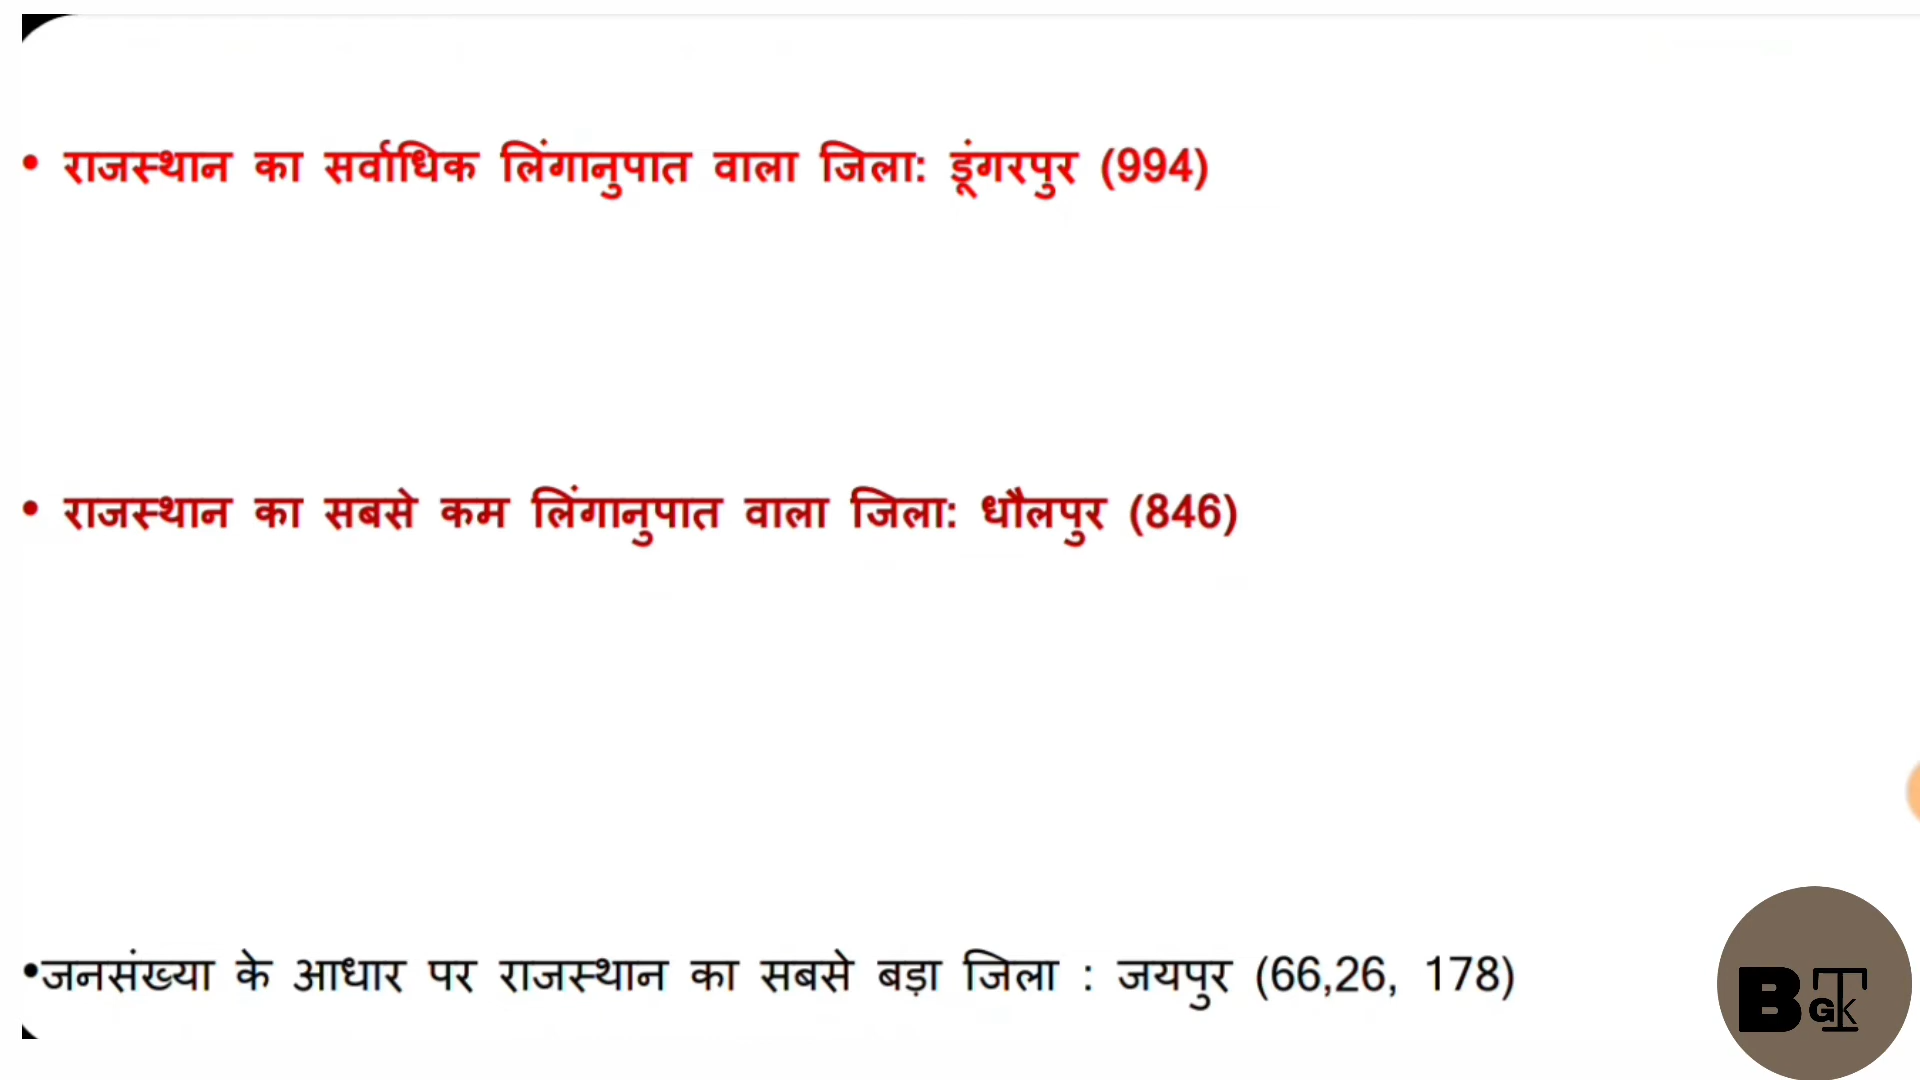 • राजस्थान का सर्वाधिक लिंगानुपात वाला जिला: डूंगरपुर (994)
• राजस्थान का सबसे कम लिंगानुपात वाला जिला: धौलपुर (846)
•जनसंख्या के आधार पर राजस्थान का सबसे बड़ा जिला : जयपुर (66,26, 178)
BGTK